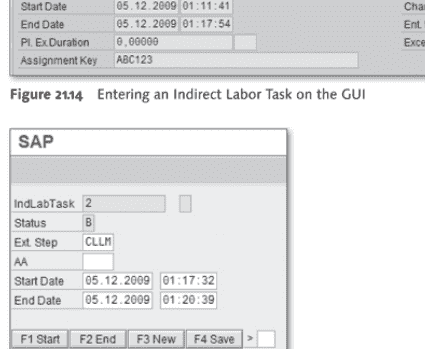 Start Date 05.12.2009 01:11:41 Cha
End Date 05.12.2009 01:17:54 Ent.
Pl. Ex.Duration 0,00000 Exce
Assignment Key ABC123
Figure 21.14 Entering an Indirect Labor Task on the GUI
SAP
IndLabTask 2
Status B
Ext. Step CLLM
AA
Start Date 05.12.2009 01:17:32
End Date 05.12.2009 01:20:39
F1 Start F2 End F3 New F4 Save >